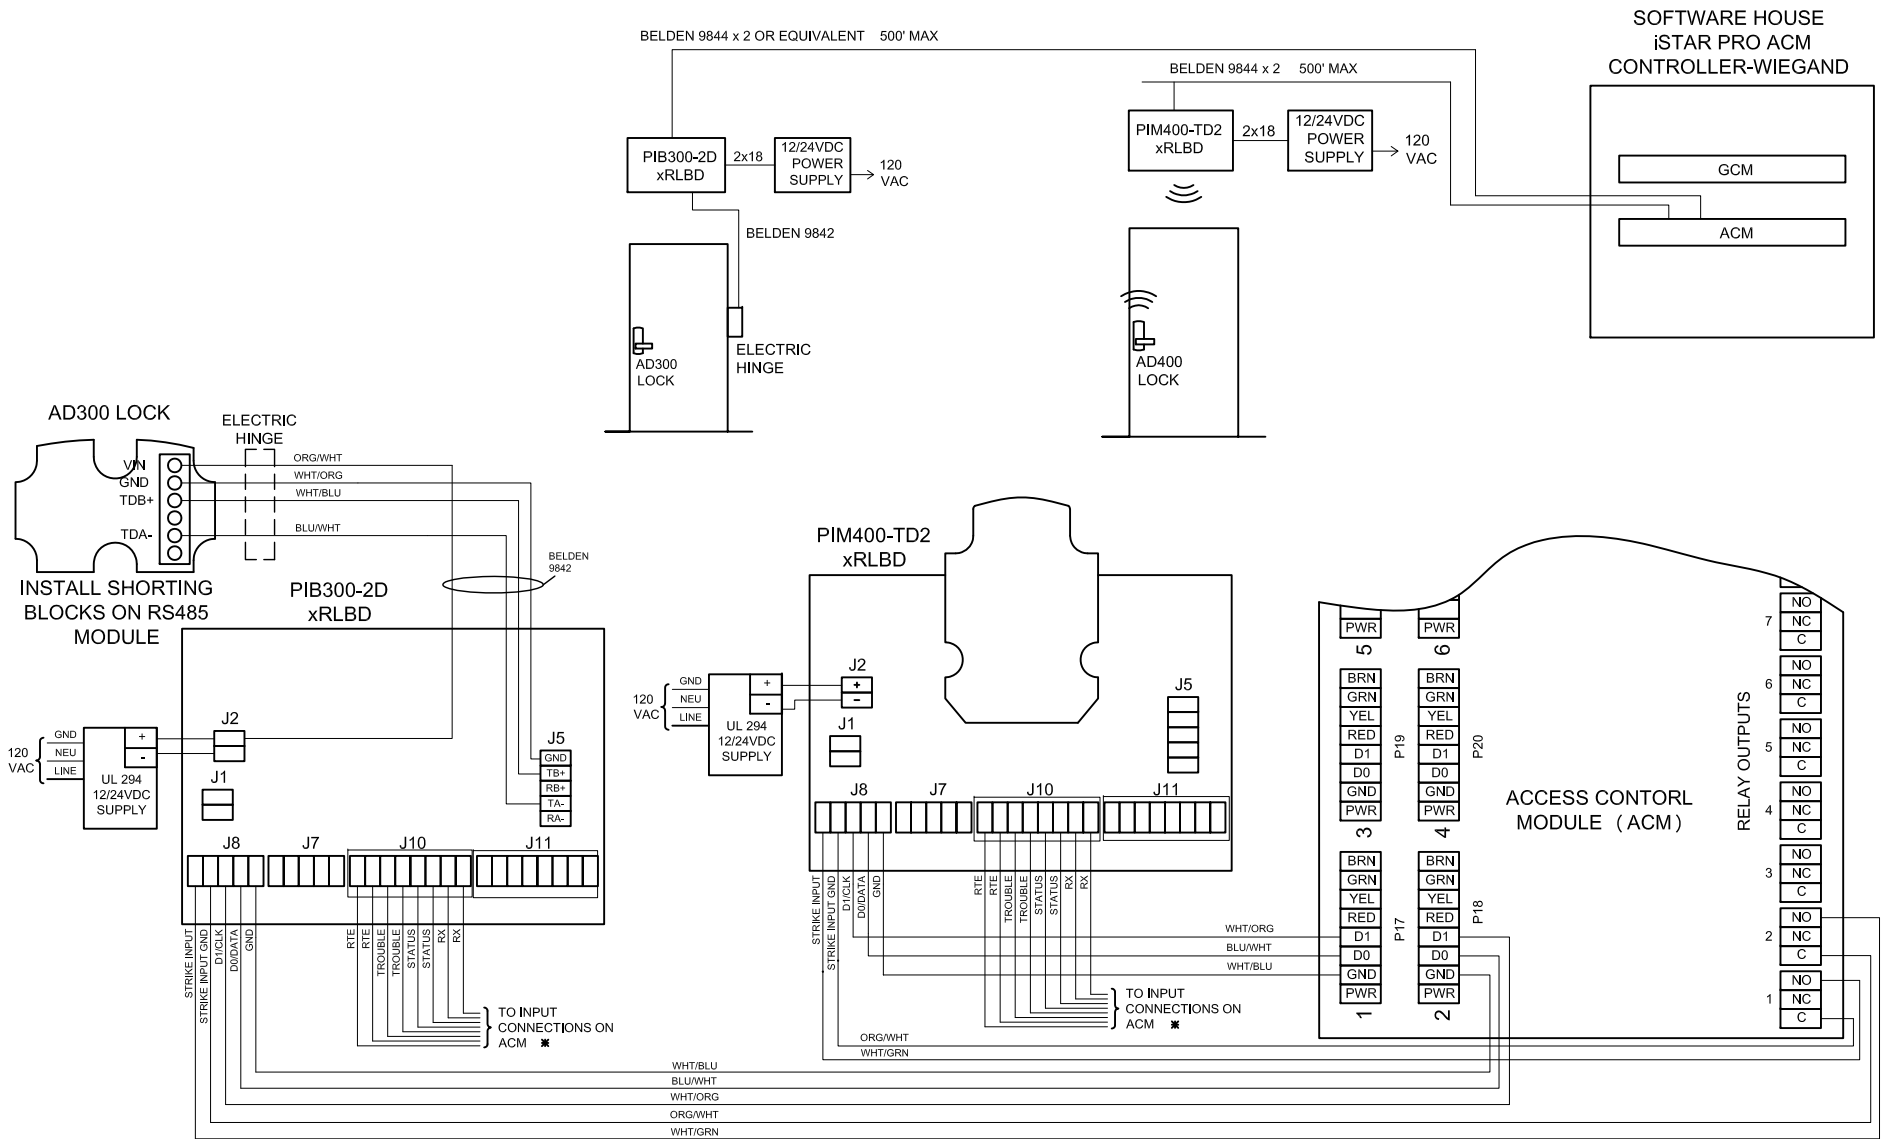 SOFTWARE HOUSE
iSTAR PRO ACM
CONTROLLER-WIEGAND
BELDEN 9844 x 2 OR EQUIVALENT 500' MAX
BELDEN 9844 x 2 500' MAX
PIB300-2D
xRLBD
2x18
12/24VDC
POWER
SUPPLY
120
VAC
PIM400-TD2
xRLBD
2x18
12/24VDC
POWER
SUPPLY
120
VAC
GCM
ACM
BELDEN 9842
AD300
LOCK
ELECTRIC
HINGE
AD400
LOCK
AD300 LOCK
ELECTRIC
HINGE
VIN
GND
TDB+
TDA-
ORG/WHT
WHT/ORG
WHT/BLU
BLU/WHT
BELDEN
9842
INSTALL SHORTING
BLOCKS ON RS485
MODULE
PIB300-2D
xRLBD
120
VAC
GND
NEU
LINE
+
-
UL 294
12/24VDC
SUPPLY
J2
J1
J5
GND
TB+
RB+
TA-
RA-
J8
J7
J10
J11
STRIKE INPUT
STRIKE INPUT GND
D1/CLK
D0/DATA
GND
RTE
RTE
TROUBLE
TROUBLE
STATUS
STATUS
RX
RX
TO INPUT
CONNECTIONS ON
ACM ⁕
PIM400-TD2
xRLBD
120
VAC
GND
NEU
LINE
+
-
UL 294
12/24VDC
SUPPLY
J2
+
-
J1
J5
J8
J7
J10
J11
STRIKE INPUT
STRIKE INPUT GND
D1/CLK
D0/DATA
GND
RTE
RTE
TROUBLE
TROUBLE
STATUS
STATUS
RX
RX
TO INPUT
CONNECTIONS ON
ACM ⁕
WHT/ORG
BLU/WHT
WHT/BLU
ORG/WHT
WHT/GRN
WHT/BLU
BLU/WHT
WHT/ORG
ORG/WHT
WHT/GRN
PWR
5
PWR
6
BRN
GRN
YEL
RED
D1
D0
GND
PWR
3
P19
BRN
GRN
YEL
RED
D1
D0
GND
PWR
4
P20
BRN
GRN
YEL
RED
D1
D0
GND
PWR
1
P17
BRN
GRN
YEL
RED
D1
D0
GND
PWR
2
P18
ACCESS CONTORL
MODULE (ACM)
RELAY OUTPUTS
7
NO
NC
C
6
NO
NC
C
5
NO
NC
C
4
NO
NC
C
3
NO
NC
C
2
NO
NC
C
1
NO
NC
C